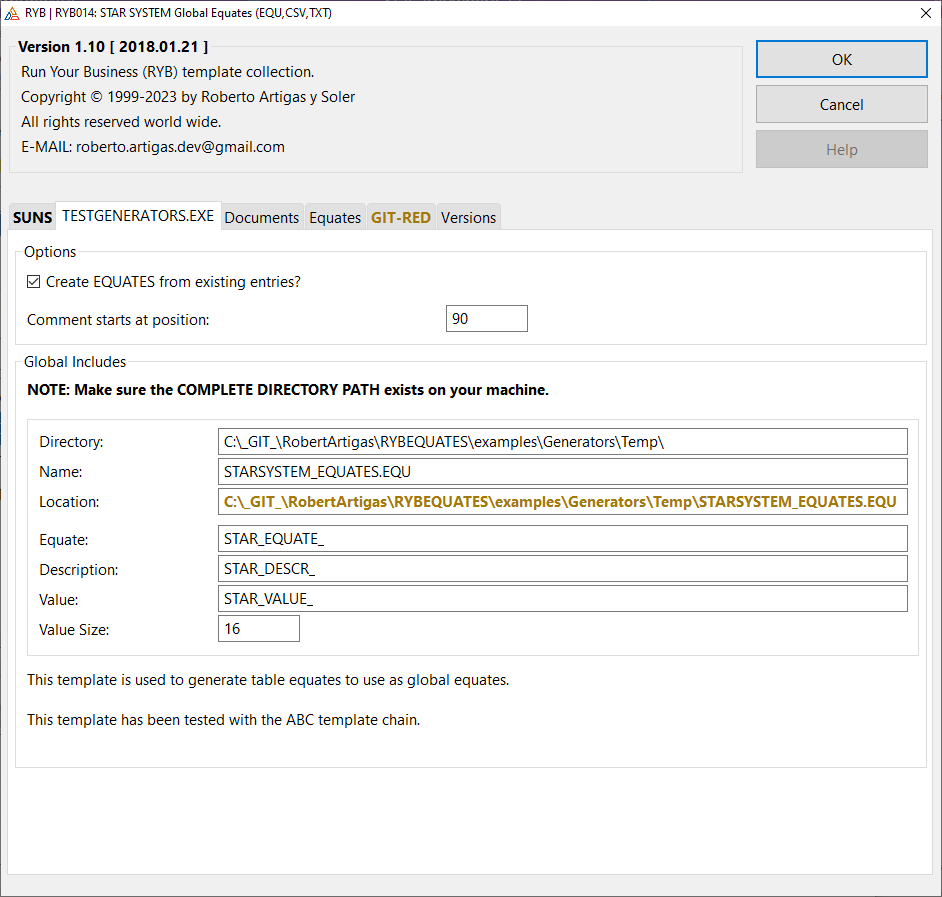 RYB | RYB014: STAR SYSTEM Global Equates (EQU,CSV,TXT)
Version 1.10 [ 2018.01.21 ]
Run Your Business (RYB) template collection.
Copyright © 1999-2023 by Roberto Artigas y Soler
All rights reserved world wide.
E-MAIL: roberto.artigas.dev@gmail.com
OK
Cancel
Help
SUNS TESTGENERATORS.EXE Documents Equates GIT-RED Versions
Options
Create EQUATES from existing entries?
Comment starts at position: 90
Global Includes
NOTE: Make sure the COMPLETE DIRECTORY PATH exists on your machine.
Directory: C:\_GIT_\RobertArtigas\RYBEQUATES\examples\Generators\Temp\
Name: STARSYSTEM_EQUATES.EQU
Location: C:\_GIT_\RobertArtigas\RYBEQUATES\examples\Generators\Temp\STARSYSTEM_EQUATES.EQU
Equate: STAR_EQUATE_
Description: STAR_DESCR_
Value: STAR_VALUE_
Value Size: 16
This template is used to generate table equates to use as global equates.
This template has been tested with the ABC template chain.